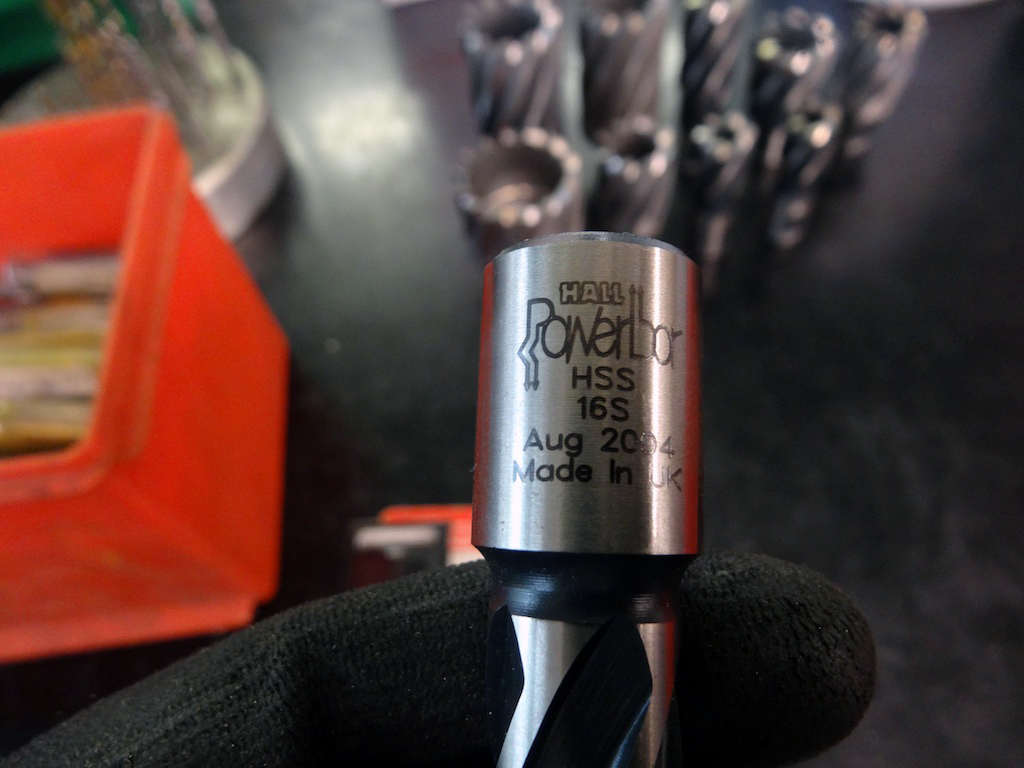 HALL
Powerbor
HSS
16S
Aug 2004
Made In UK